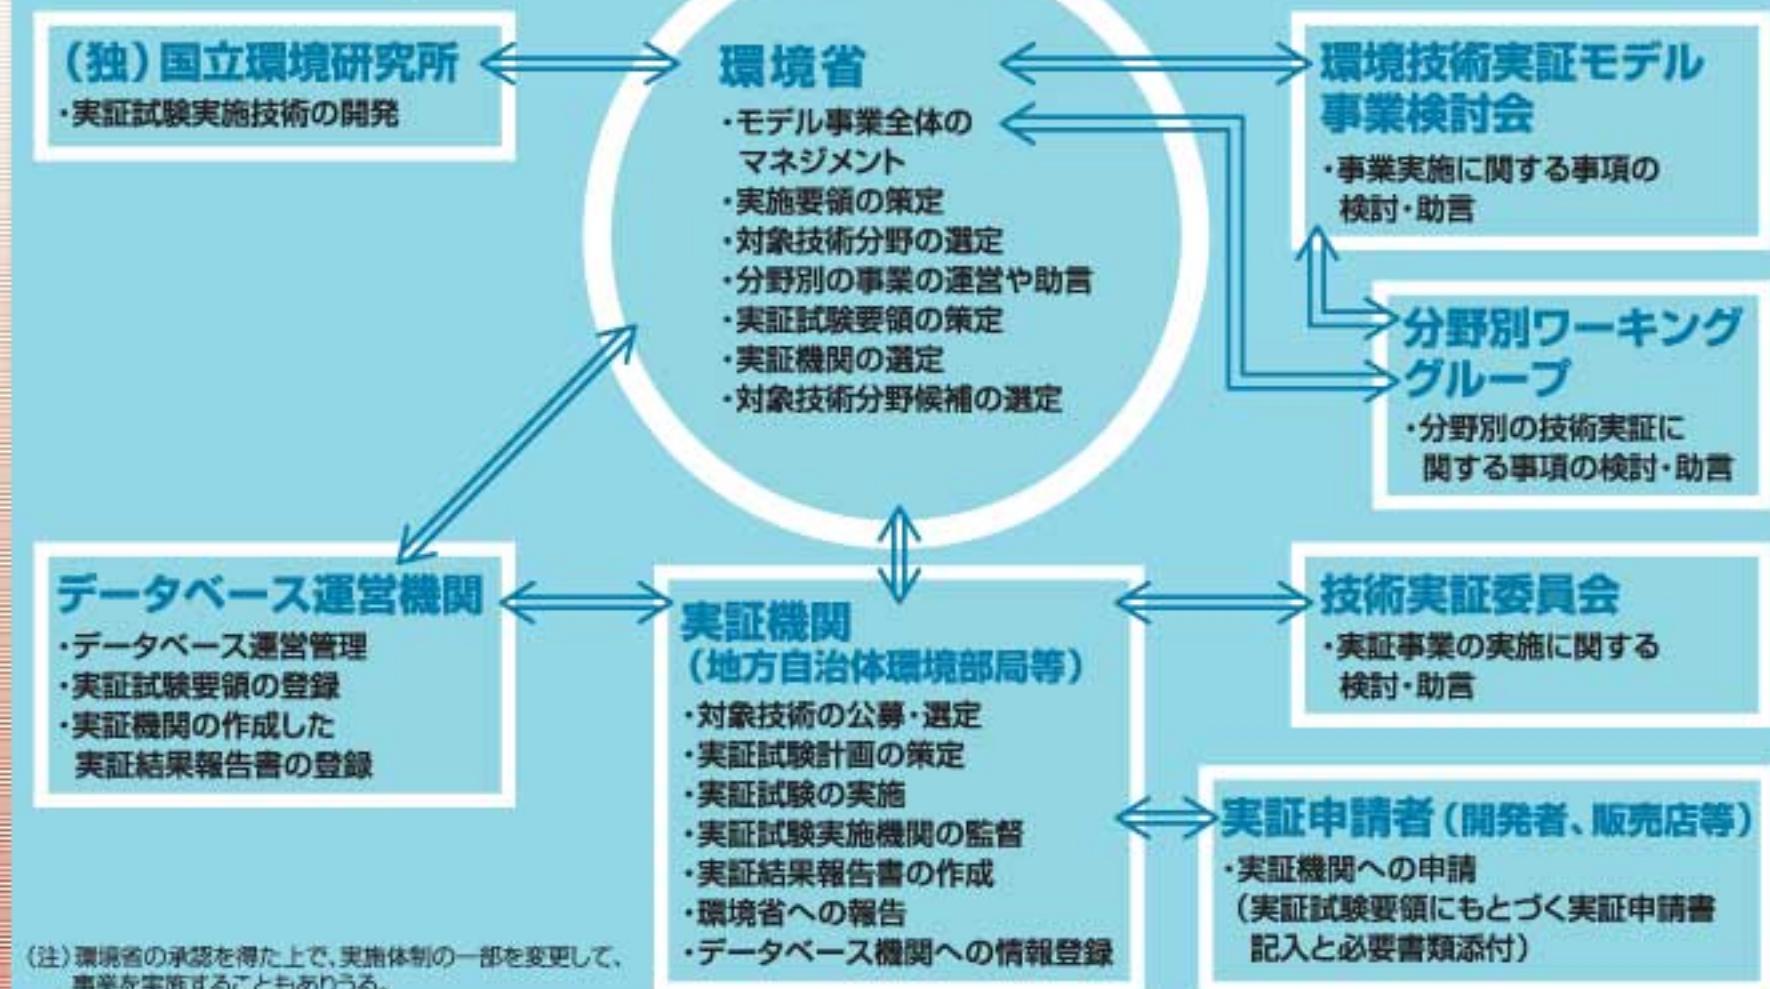 （独）国立環境研究所
・実証試験実施技術の開発
環境省
・モデル事業全体の
マネジメント
・実施要領の策定
・対象技術分野の選定
・分野別の事業の運営や助言
・実証試験要領の策定
・実証機関の選定
・対象技術分野候補の選定
環境技術実証モデル
事業検討会
・事業実施に関する事項の
検討・助言
分野別ワーキング
グループ
・分野別の技術実証に
関する事項の検討・助言
データベース運営機関
・データベース運営管理
・実証試験要領の登録
・実証機関の作成した
実証結果報告書の登録
実証機関
（地方自治体環境部局等）
・対象技術の公募・選定
・実証試験計画の策定
・実証試験の実施
・実証試験実施機関の監督
・実証結果報告書の作成
・環境省への報告
・データベース機関への情報登録
技術実証委員会
・実証事業の実施に関する
検討・助言
実証申請者（開発者、販売店等）
・実証機関への申請
（実証試験要領にもとづく実証申請書
記入と必要書類添付）
（注）環境省の承認を得た上で、実施体制の一部を変更して、
事業を実施することもありうる。